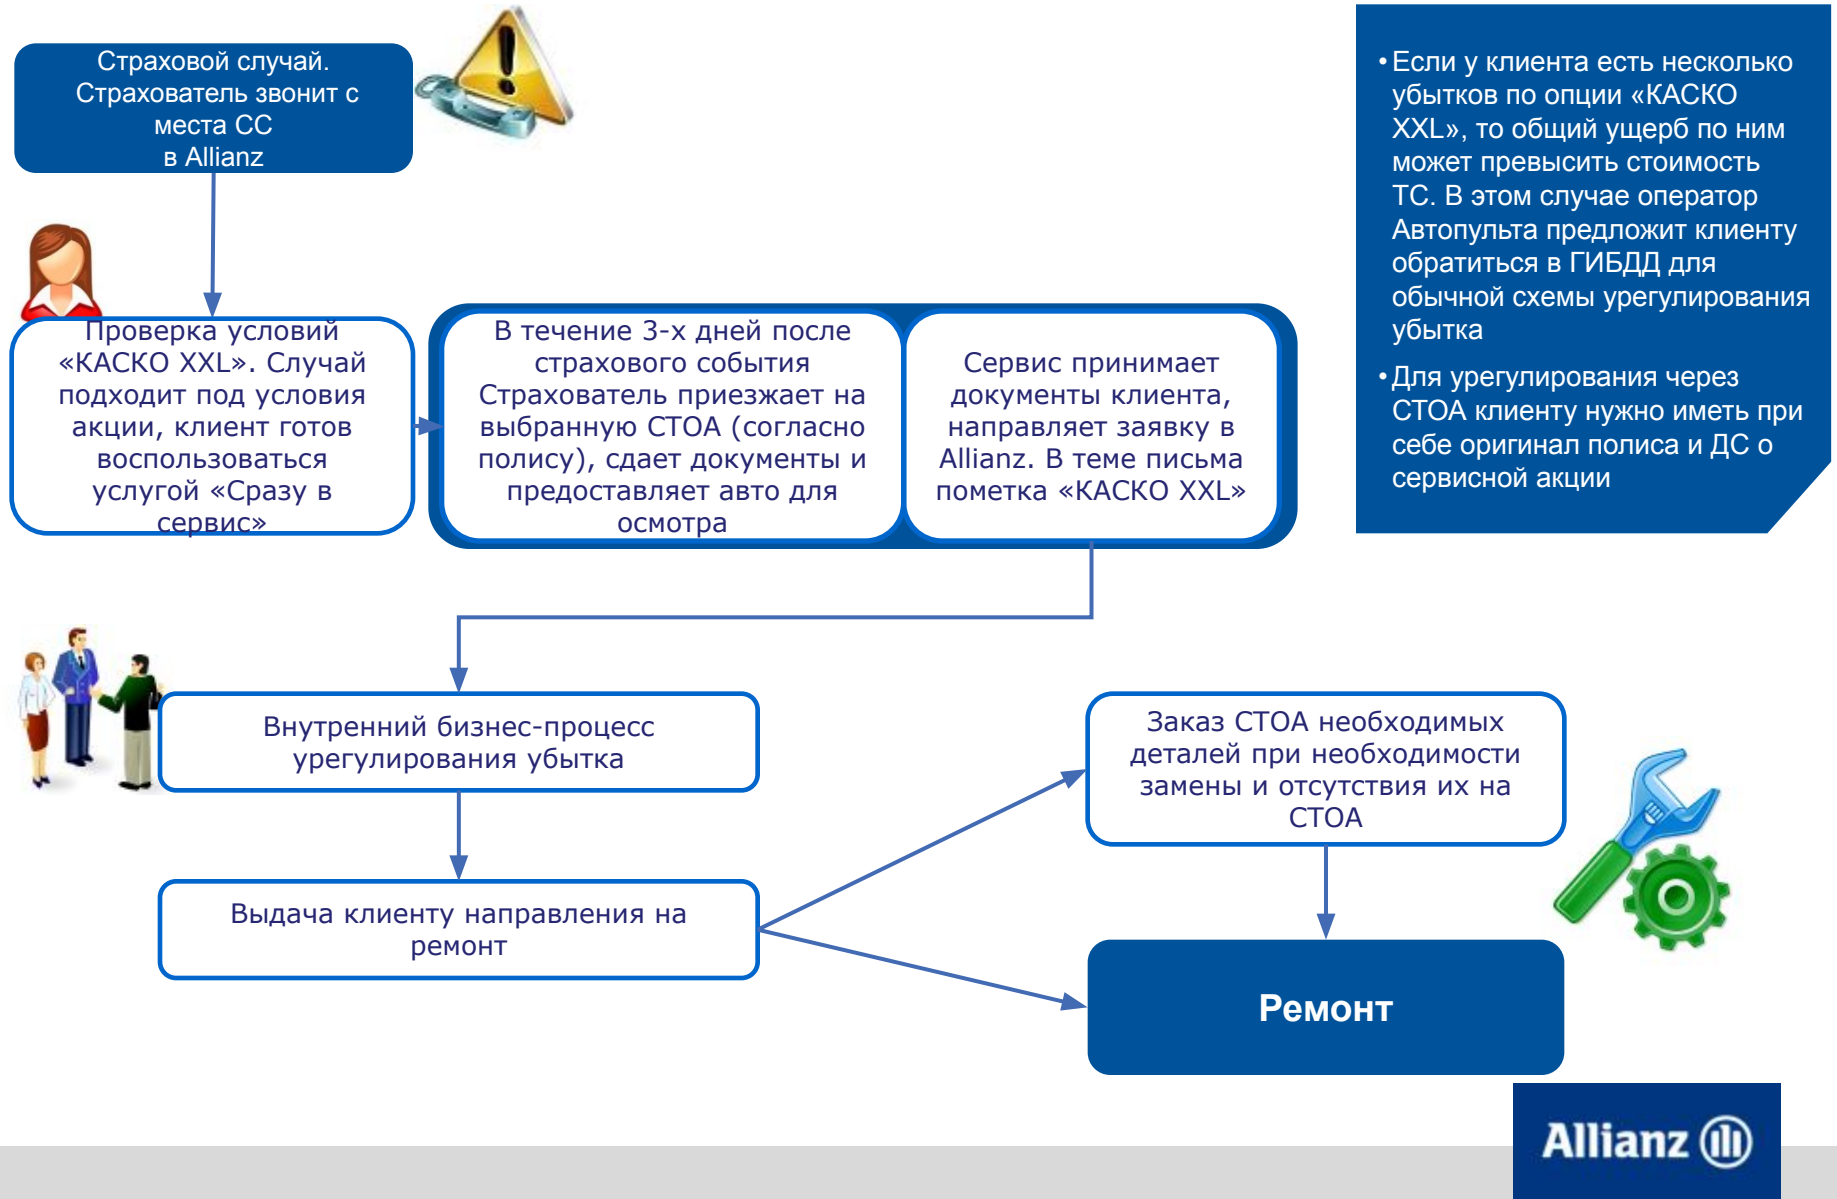 Страховой случай.
Страхователь звонит с
места СС
в Allianz
Проверка условий
«КАСКО XXL». Случай
подходит под условия
акции, клиент готов
воспользоваться
услугой «Сразу в
сервис»
В течение 3-х дней после
страхового события
Страхователь приезжает на
выбранную СТОА (согласно
полису), сдает документы и
предоставляет авто для
осмотра
Сервис принимает
документы клиента,
направляет заявку в
Allianz. В теме письма
пометка «КАСКО XXL»
• Если у клиента есть несколько
убытков по опции «КАСКО
XXL», то общий ущерб по ним
может превысить стоимость
ТС. В этом случае оператор
Автопульта предложит клиенту
обратиться в ГИБДД для
обычной схемы урегулирования
убытка
• Для урегулирования через
СТОА клиенту нужно иметь при
себе оригинал полиса и ДС о
сервисной акции
Внутренний бизнес-процесс
урегулирования убытка
Выдача клиенту направления на
ремонт
Заказ СТОА необходимых
деталей при необходимости
замены и отсутствия их на
СТОА
Ремонт
Allianz